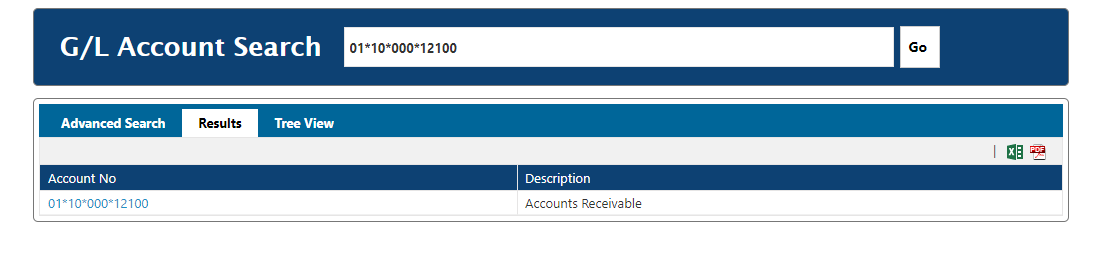 G/L Account Search 01*10*000*12100 Go
Advanced Search Results Tree View
PDF
Account No Description
01*10*000*12100 Accounts Receivable